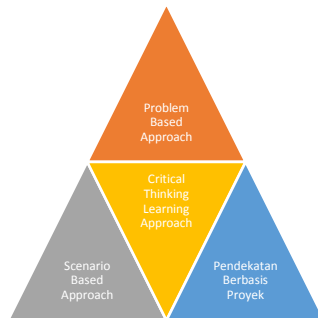 Problem
Based
Approach
Critical
Thinking
Learning
Approach
Scenario
Based
Approach
Pendekatan
Berbasis
Proyek